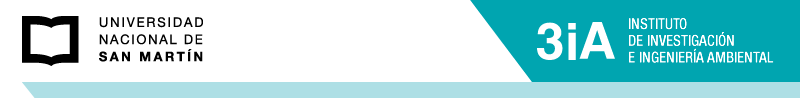 UNIVERSIDAD
NACIONAL DE
SAN MARTÍN
3iA
INSTITUTO
DE INVESTIGACIÓN
E INGENIERÍA AMBIENTAL